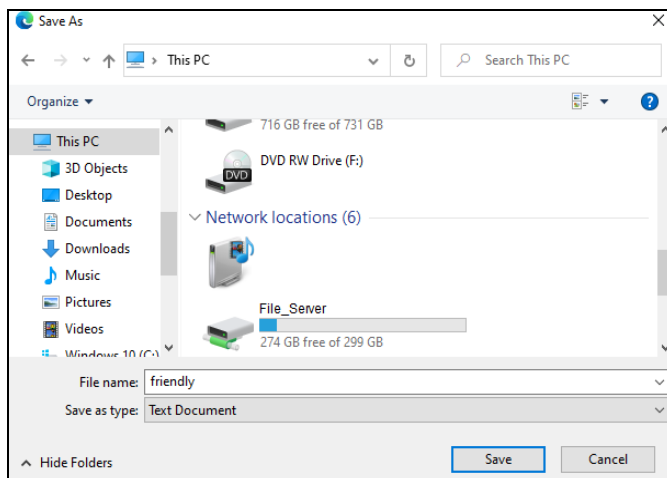 Save As
This PC
Search This PC
Organize
This PC
3D Objects
Desktop
Documents
Downloads
Music
Pictures
Videos
Windows 10 (C:)
716 GB free of 731 GB
DVD RW Drive (F:)
DVD
Network locations (6)
File_Server
274 GB free of 299 GB
File name: friendly
Save as type: Text Document
Hide Folders
Save
Cancel